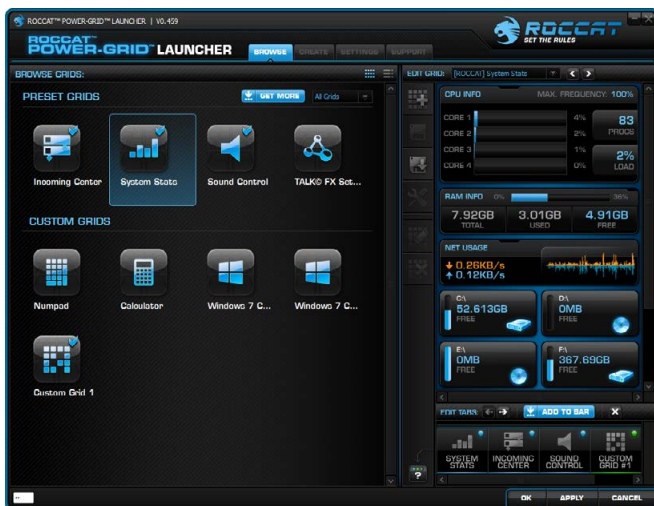 ROCCAT™ POWER-GRID™ LAUNCHER | V0.459
ROCCAT™
POWER-GRID™ LAUNCHER
BROWSE CREATE SETTINGS SUPPORT
ROCCAT
SET THE RULES
BROWSE GRIDS:
PRESET GRIDS
GET MORE
All Grids
Incoming Center
System Stats
Sound Control
TALK© FX Set...
CUSTOM GRIDS
Numpad
Calculator
Windows 7 C...
Windows 7 C...
Custom Grid 1
EDIT GRID: [ROCCAT] System Stats
CPU INFO MAX. FREQUENCY: 100%
CORE 1 4%
CORE 2 2%
CORE 3 1%
CORE 4 0%
83
PROCS
2%
LOAD
RAM INFO 0% 38%
7.92GB 3.01GB 4.91GB
TOTAL USED FREE
NET USAGE
0.26KB/s
0.12KB/s
C:\
52.613GB
FREE
D:\
0MB
FREE
E:\
0MB
FREE
F:\
367.69GB
FREE
EDIT TABS: ADD TO BAR X
SYSTEM STATS
INCOMING CENTER
SOUND CONTROL
CUSTOM GRID #1
?
OK APPLY CANCEL